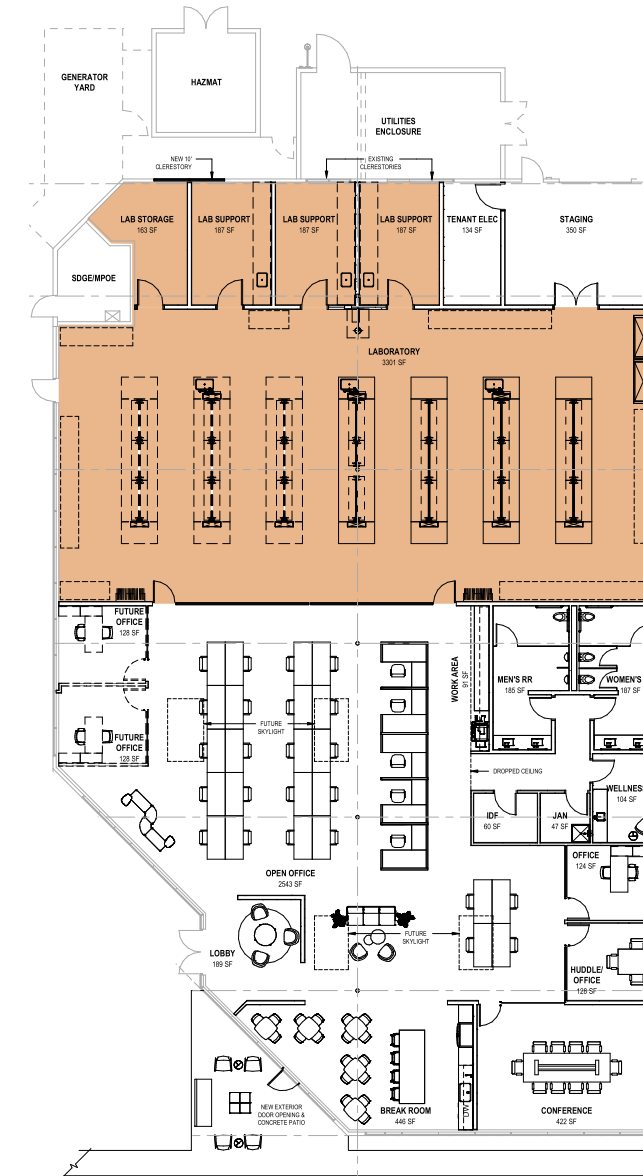 GENERATOR
YARD
HAZMAT
UTILITIES
ENCLOSURE
NEW 10'
CLERESTORY
EXISTING
CLERESTORIES
LAB STORAGE
163 SF
LAB SUPPORT
187 SF
LAB SUPPORT
187 SF
LAB SUPPORT
187 SF
TENANT ELEC
134 SF
STAGING
350 SF
SDGE/MPOE
LABORATORY
3301 SF
FUTURE
OFFICE
128 SF
FUTURE
OFFICE
128 SF
FUTURE
SKYLIGHT
WORK AREA
91 SF
MEN'S RR
185 SF
WOMEN'S
187 SF
DROPPED CEILING
WELLNESS
104 SF
IDF
60 SF
JAN
47 SF
OFFICE
124 SF
OPEN OFFICE
2543 SF
LOBBY
189 SF
FUTURE
SKYLIGHT
HUDDLE/
OFFICE
128 SF
NEW EXTERIOR
DOOR OPENING &
CONCRETE PATIO
BREAK ROOM
446 SF
CONFERENCE
422 SF